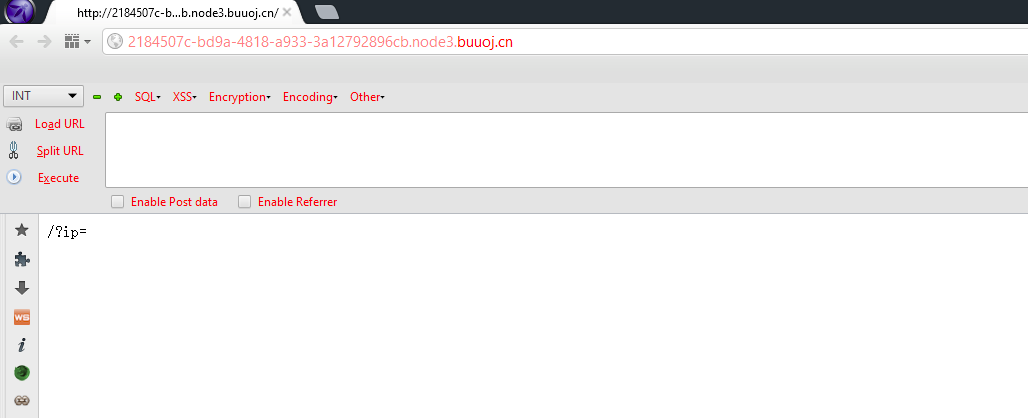 http://2184507c-b...b.node3.buuoj.cn/
2184507c-bd9a-4818-a933-3a12792896cb.node3.buuoj.cn
INT SQL XSS Encryption Encoding Other
Load URL
Split URL
Execute
Enable Post data Enable Referrer
/?ip=
WS
i